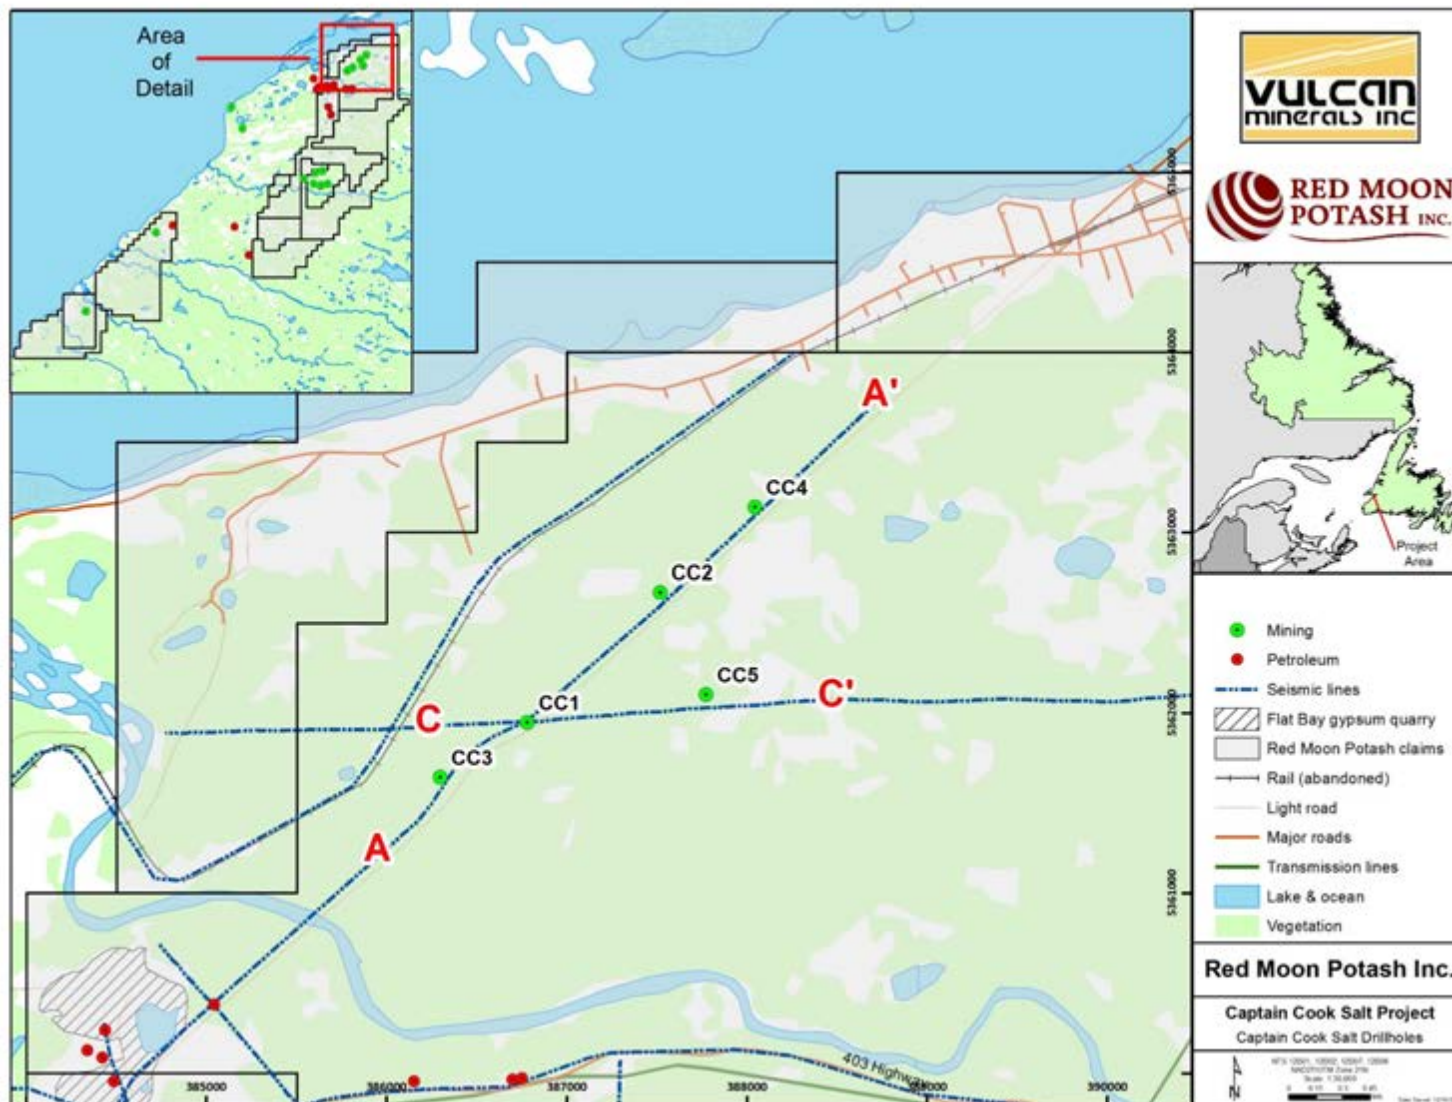 Area
of
Detail
VULCAN
minerals inc
RED MOON
POTASH INC.
Project
Area
A'
CC4
CC2
CC5
C'
CC1
C
CC3
A
5365000
5364000
5363000
5362000
5361000
403 Highway
385000
386000
387000
388000
389000
390000
Mining
Petroleum
Seismic lines
Flat Bay gypsum quarry
Red Moon Potash claims
Rail (abandoned)
Light road
Major roads
Transmission lines
Lake & ocean
Vegetation
Red Moon Potash Inc.
Captain Cook Salt Project
Captain Cook Salt Drillholes
N